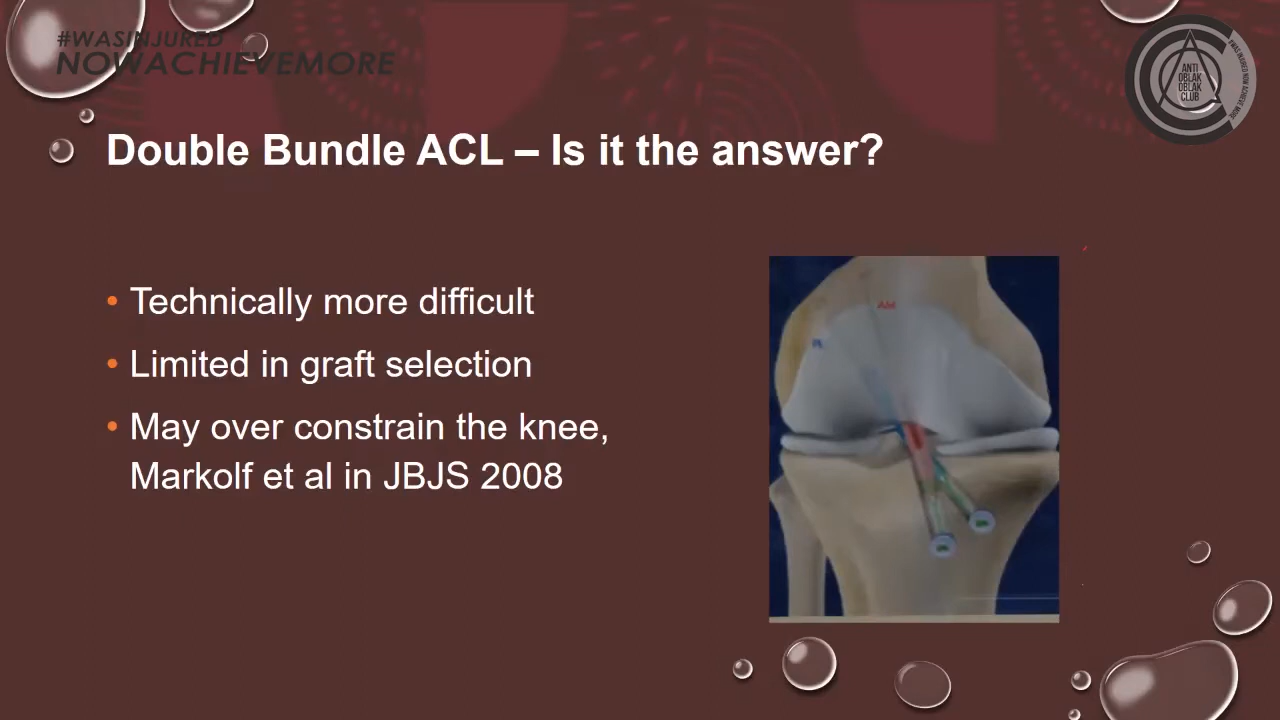 #WASINJURED
NOWACHIEVEMORE
ANTI
OBLAK
OBLAK
CLUB
Double Bundle ACL – Is it the answer?
• Technically more difficult
• Limited in graft selection
• May over constrain the knee,
Markolf et al in JBJS 2008
AM